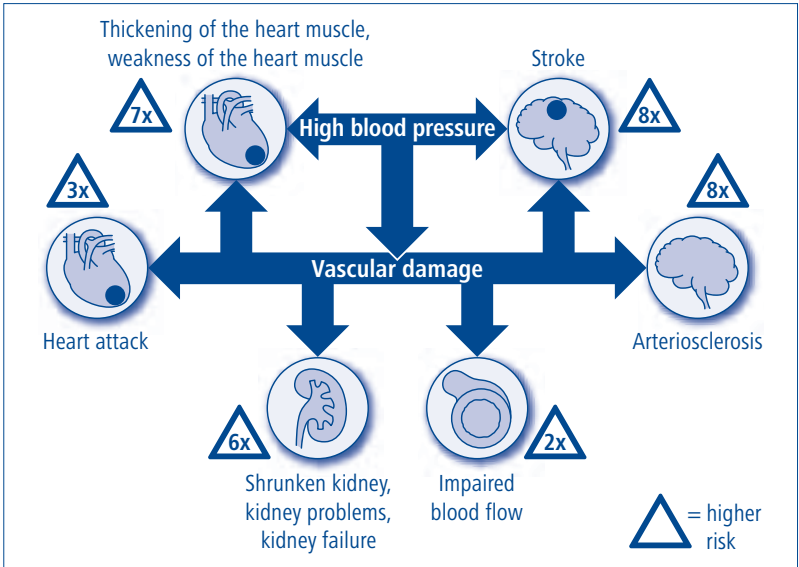 Thickening of the heart muscle,
weakness of the heart muscle
Stroke
7x
High blood pressure
8x
3x
8x
Vascular damage
Heart attack
Arteriosclerosis
6x
2x
Shrunken kidney,
kidney problems,
kidney failure
Impaired
blood flow
= higher
risk